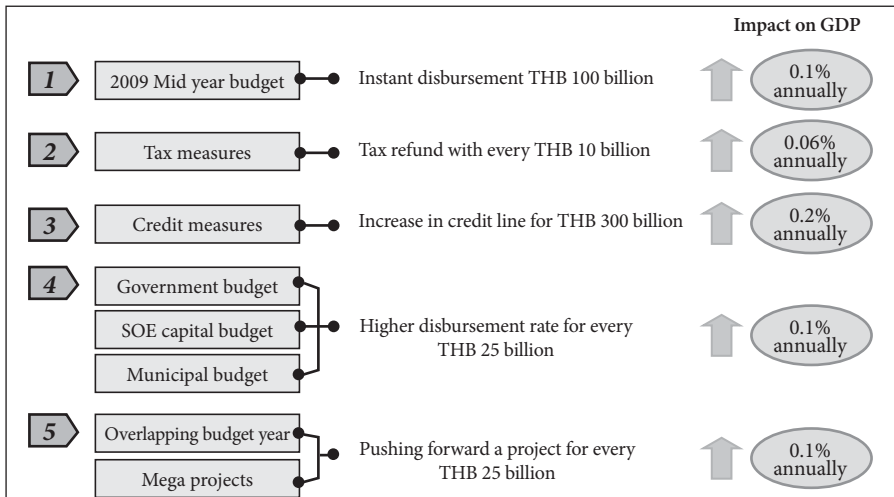 Impact on GDP
1
2009 Mid year budget
Instant disbursement THB 100 billion
0.1%
annually
2
Tax measures
Tax refund with every THB 10 billion
0.06%
annually
3
Credit measures
Increase in credit line for THB 300 billion
0.2%
annually
4
Government budget
SOE capital budget
Municipal budget
Higher disbursement rate for every
THB 25 billion
0.1%
annually
5
Overlapping budget year
Mega projects
Pushing forward a project for every
THB 25 billion
0.1%
annually